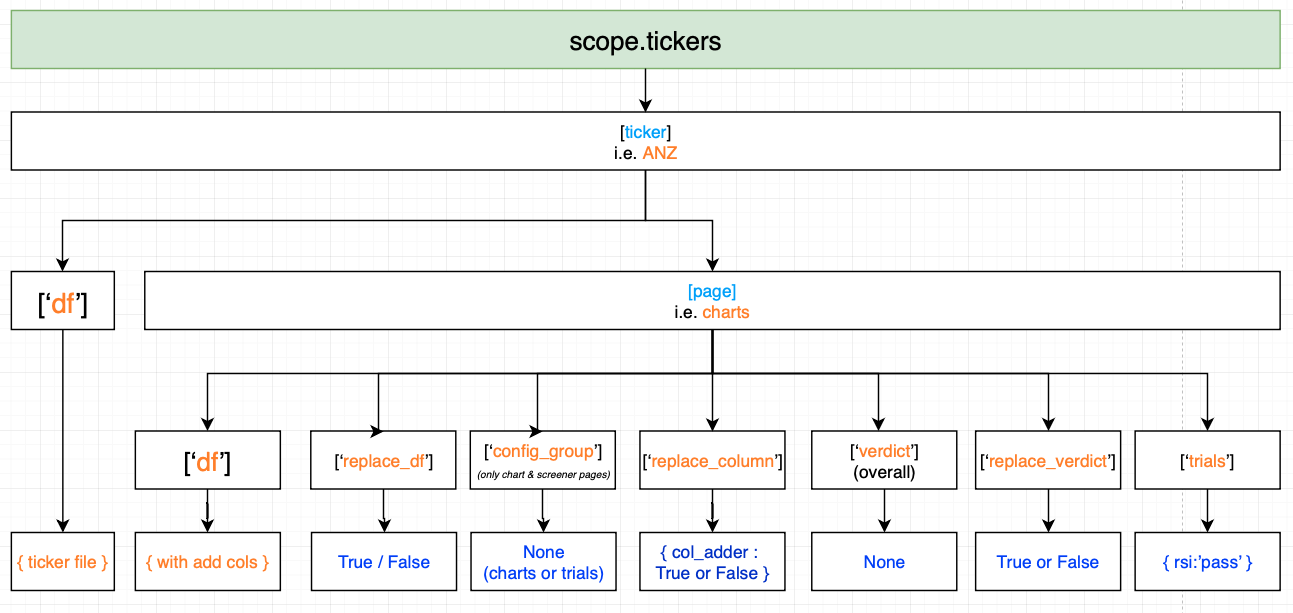 scope.tickers
[ticker]
i.e. ANZ
[‘df’]
[page]
i.e. charts
[‘df’]
[‘replace_df’]
[‘config_group’]
(only chart & screener pages)
[‘replace_column’]
[‘verdict’]
(overall)
[‘replace_verdict’]
[‘trials’]
{ ticker file }
{ with add cols }
True / False
None
(charts or trials)
{ col_adder :
True or False }
None
True or False
{ rsi:’pass’ }